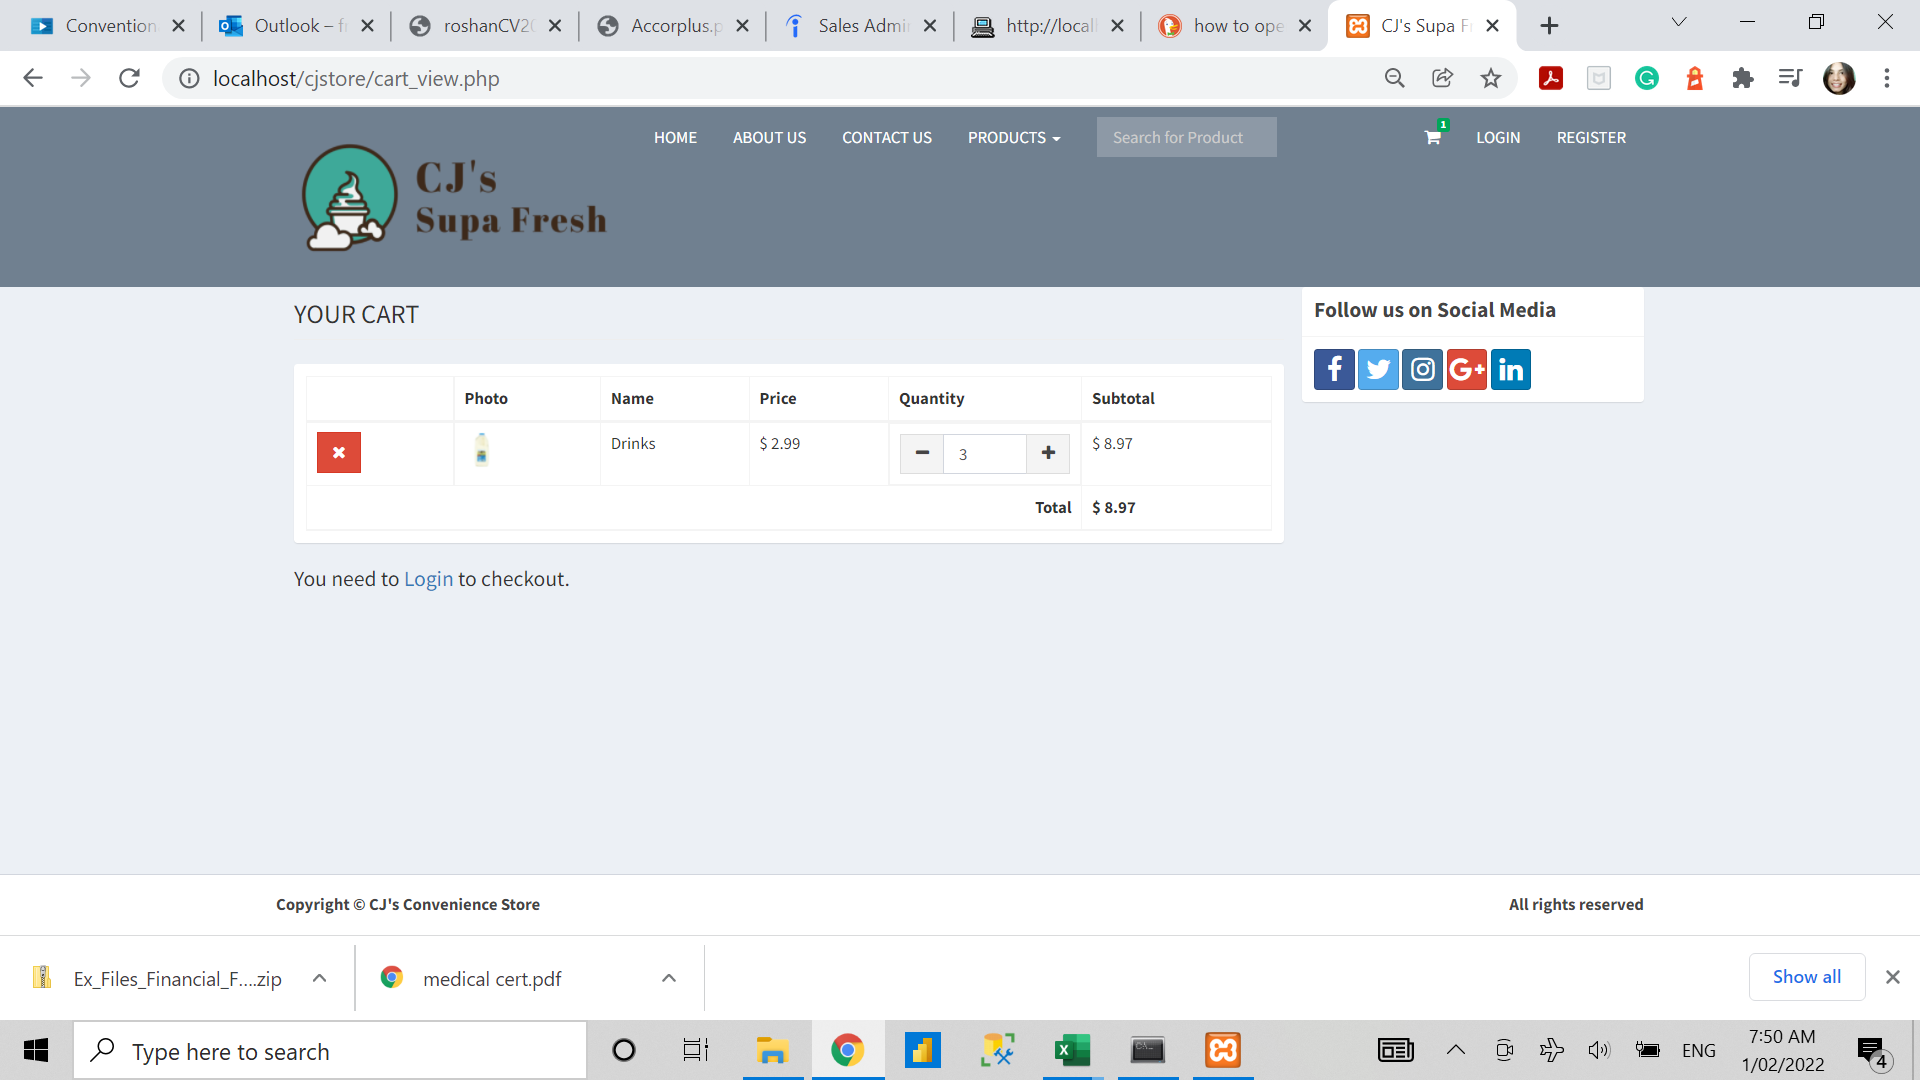 Convention
Outlook – f
roshanCV20
Accorplus.p
Sales Admi
http://local
how to ope
CJ's Supa F
localhost/cjstore/cart_view.php
HOME
ABOUT US
CONTACT US
PRODUCTS
Search for Product
1
LOGIN
REGISTER
CJ's
Supa Fresh
YOUR CART
Follow us on Social Media
Photo
Name
Price
Quantity
Subtotal
Drinks
$ 2.99
3
$ 8.97
Total
$ 8.97
You need to Login to checkout.
Copyright © CJ's Convenience Store
All rights reserved
Ex_Files_Financial_F....zip
medical cert.pdf
Show all
Type here to search
ENG
7:50 AM
1/02/2022
4